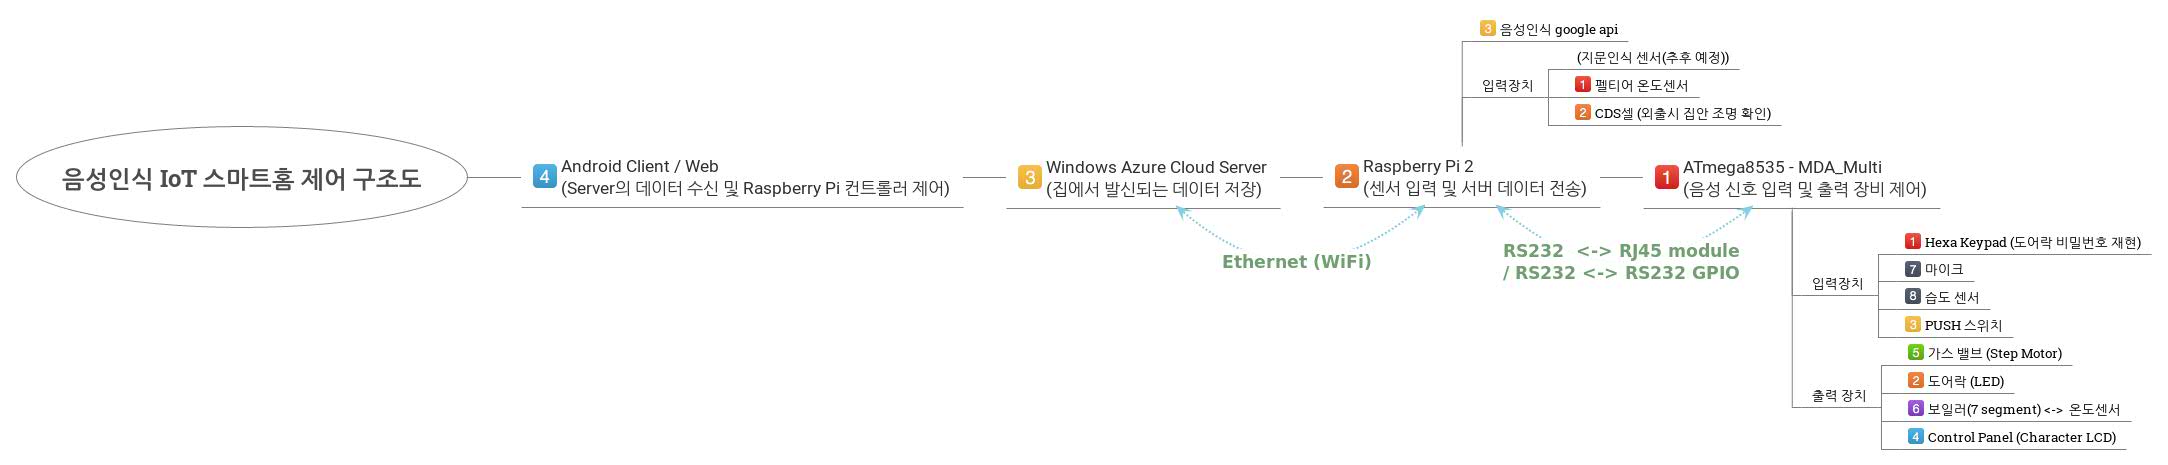 음성인식 IoT 스마트홈 제어 구조도
4 Android Client / Web
(Server의 데이터 수신 및 Raspberry Pi 컨트롤러 제어)
3 Windows Azure Cloud Server
(집에서 발신되는 데이터 저장)
Ethernet (WiFi)
2 Raspberry Pi 2
(센서 입력 및 서버 데이터 전송)
3 음성인식 google api
입력장치
(지문인식 센서(추후 예정))
1 펠티어 온도센서
2 CDS셀 (외출시 집안 조명 확인)
RS232 <-> RJ45 module
/ RS232 <-> RS232 GPIO
1 ATmega8535 - MDA_Multi
(음성 신호 입력 및 출력 장비 제어)
입력장치
1 Hexa Keypad (도어락 비밀번호 재현)
7 마이크
8 습도 센서
3 PUSH 스위치
출력 장치
5 가스 밸브 (Step Motor)
2 도어락 (LED)
6 보일러(7 segment) <-> 온도센서
4 Control Panel (Character LCD)